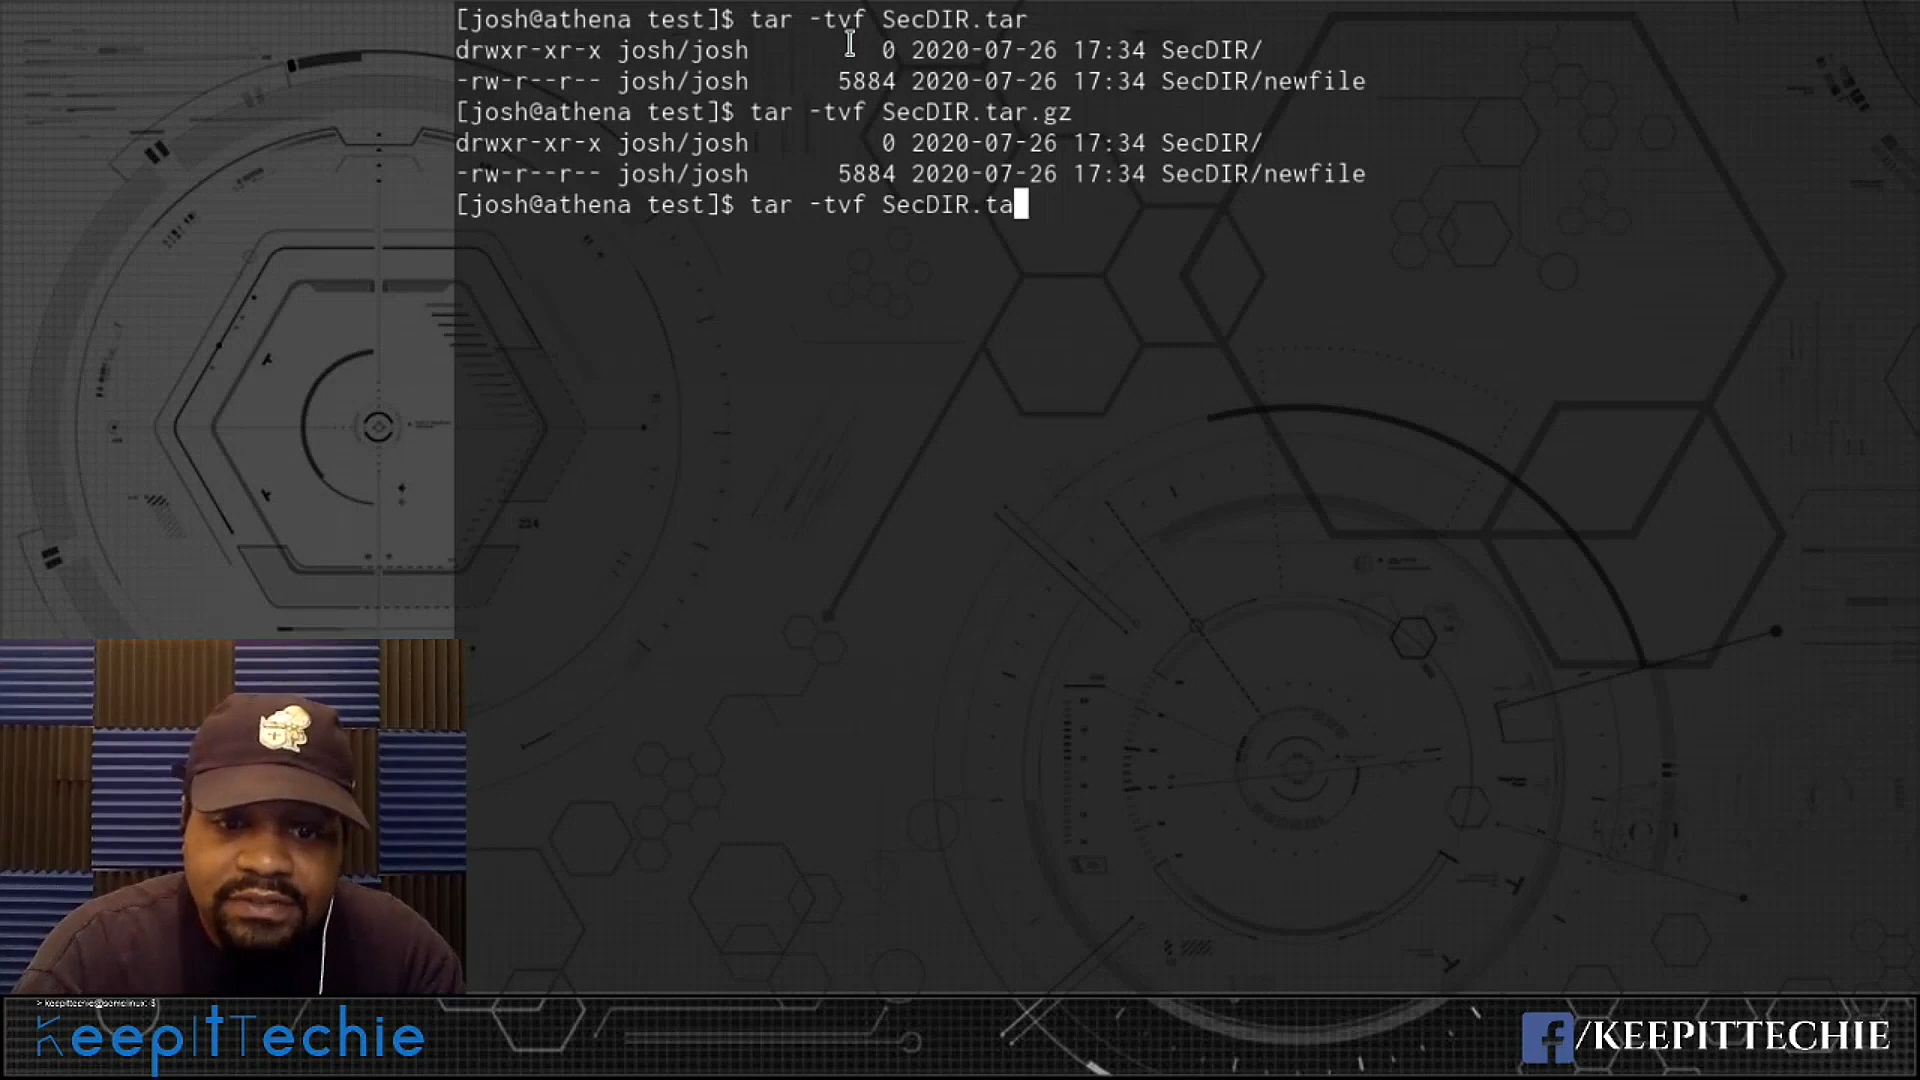 [josh@athena test]$ tar -tvf SecDIR.tar
drwxr-xr-x josh/josh         0 2020-07-26 17:34 SecDIR/
-rw-r--r-- josh/josh      5884 2020-07-26 17:34 SecDIR/newfile
[josh@athena test]$ tar -tvf SecDIR.tar.gz
drwxr-xr-x josh/josh         0 2020-07-26 17:34 SecDIR/
-rw-r--r-- josh/josh      5884 2020-07-26 17:34 SecDIR/newfile
[josh@athena test]$ tar -tvf SecDIR.ta
> keepittechie@somelinux:-$
KeepItTechie
/KEEPITTECHIE